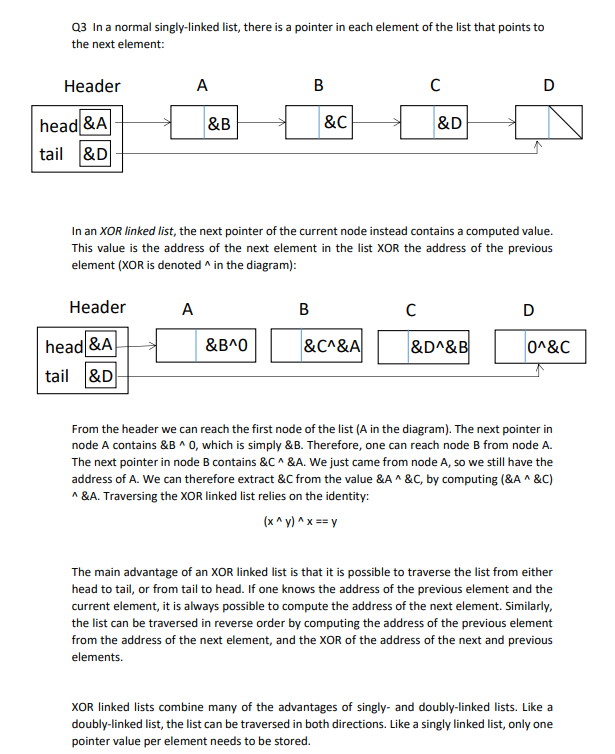 Q3 In a normal singly-linked list, there is a pointer in each element of the list that points to
the next element:
Header A B C D
head &A &B &C &D
tail &D
In an XOR linked list, the next pointer of the current node instead contains a computed value.
This value is the address of the next element in the list XOR the address of the previous
element (XOR is denoted ^ in the diagram):
Header A B C D
head &A &B^0 &C^&A &D^&B 0^&C
tail &D
From the header we can reach the first node of the list (A in the diagram). The next pointer in
node A contains &B ^ 0, which is simply &B. Therefore, one can reach node B from node A.
The next pointer in node B contains &C ^ &A. We just came from node A, so we still have the
address of A. We can therefore extract &C from the value &A ^ &C, by computing (&A ^ &C)
^ &A. Traversing the XOR linked list relies on the identity:
(x ^ y) ^ x == y
The main advantage of an XOR linked list is that it is possible to traverse the list from either
head to tail, or from tail to head. If one knows the address of the previous element and the
current element, it is always possible to compute the address of the next element. Similarly,
the list can be traversed in reverse order by computing the address of the previous element
from the address of the next element, and the XOR of the address of the next and previous
elements.
XOR linked lists combine many of the advantages of singly- and doubly-linked lists. Like a
doubly-linked list, the list can be traversed in both directions. Like a singly linked list, only one
pointer value per element needs to be stored.